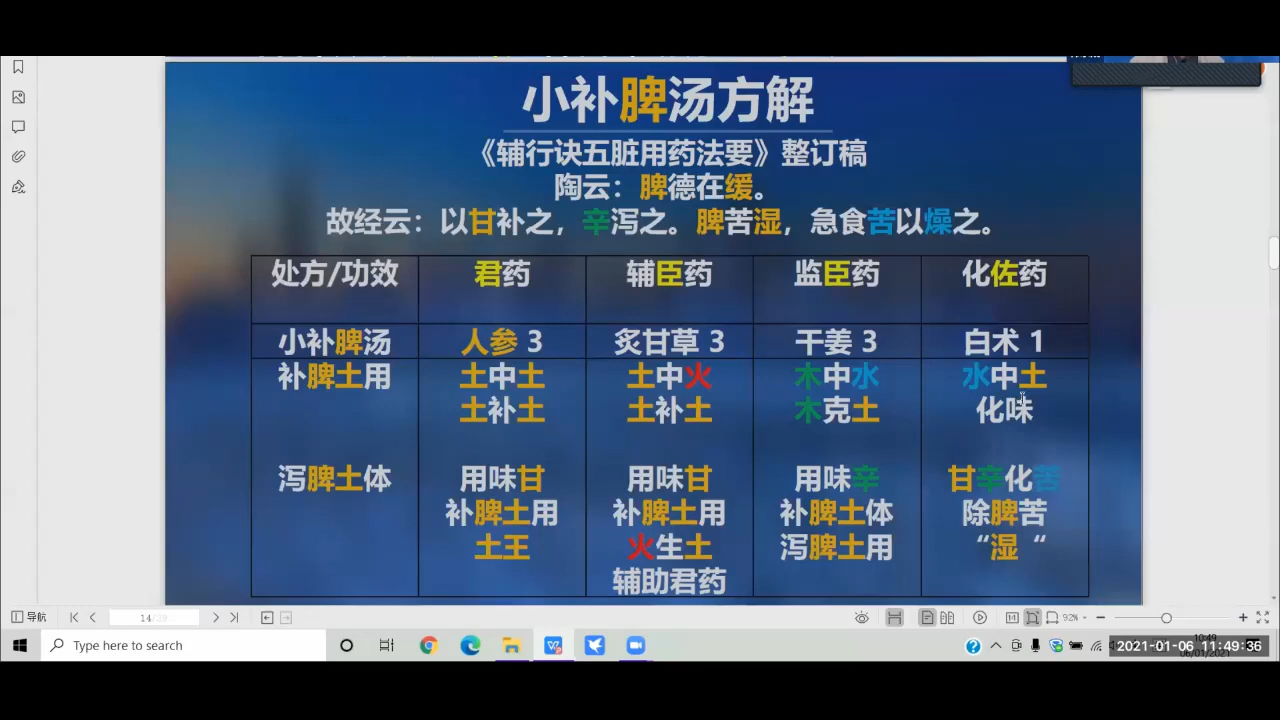 小补脾汤方解
《辅行诀五脏用药法要》整订稿
陶云：脾德在缓。
故经云：以甘补之，辛泻之。脾苦湿，急食苦以燥之。
处方/功效 君药 辅臣药 监臣药 化佐药
小补脾汤 人参 3 炙甘草 3 干姜 3 白术 1
补脾土用 土中土 土中火 木中水 水中土
土补土 土补土 木克土 化味
泻脾土体 用味甘 用味甘 用味辛 甘辛化苦
补脾土用 补脾土用 补脾土体 除脾苦
土王 火生土 泻脾土用 “湿 “
辅助君药
导航 14 92%
Type here to search 2021-01-06 11:49:36